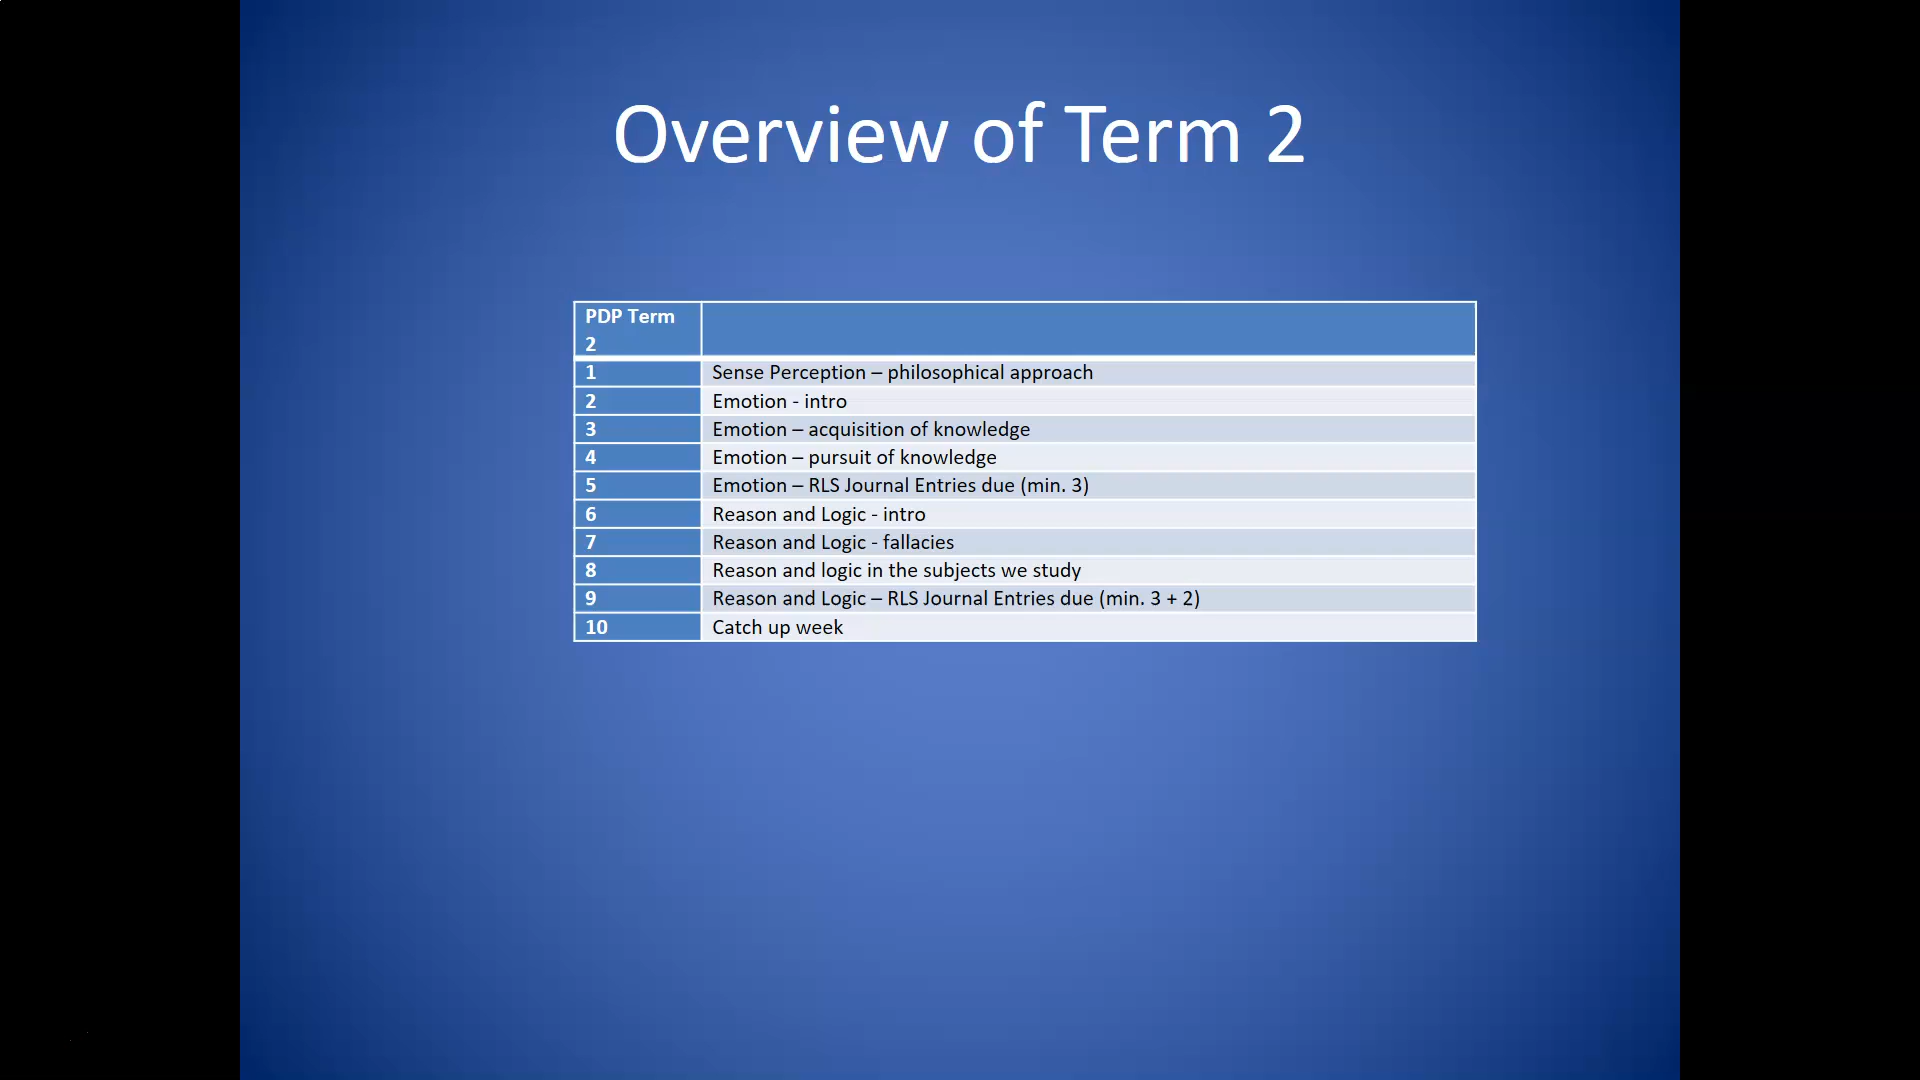 Overview of Term 2
PDP Term
2
1 Sense Perception – philosophical approach
2 Emotion - intro
3 Emotion – acquisition of knowledge
4 Emotion – pursuit of knowledge
5 Emotion – RLS Journal Entries due (min. 3)
6 Reason and Logic - intro
7 Reason and Logic - fallacies
8 Reason and logic in the subjects we study
9 Reason and Logic – RLS Journal Entries due (min. 3 + 2)
10 Catch up week